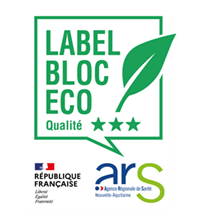 LABEL
BLOC
ECO
Qualité
RÉPUBLIQUE
FRANÇAISE
Liberté
Égalité
Fraternité
ars
Agence Régionale de Santé
Nouvelle-Aquitaine